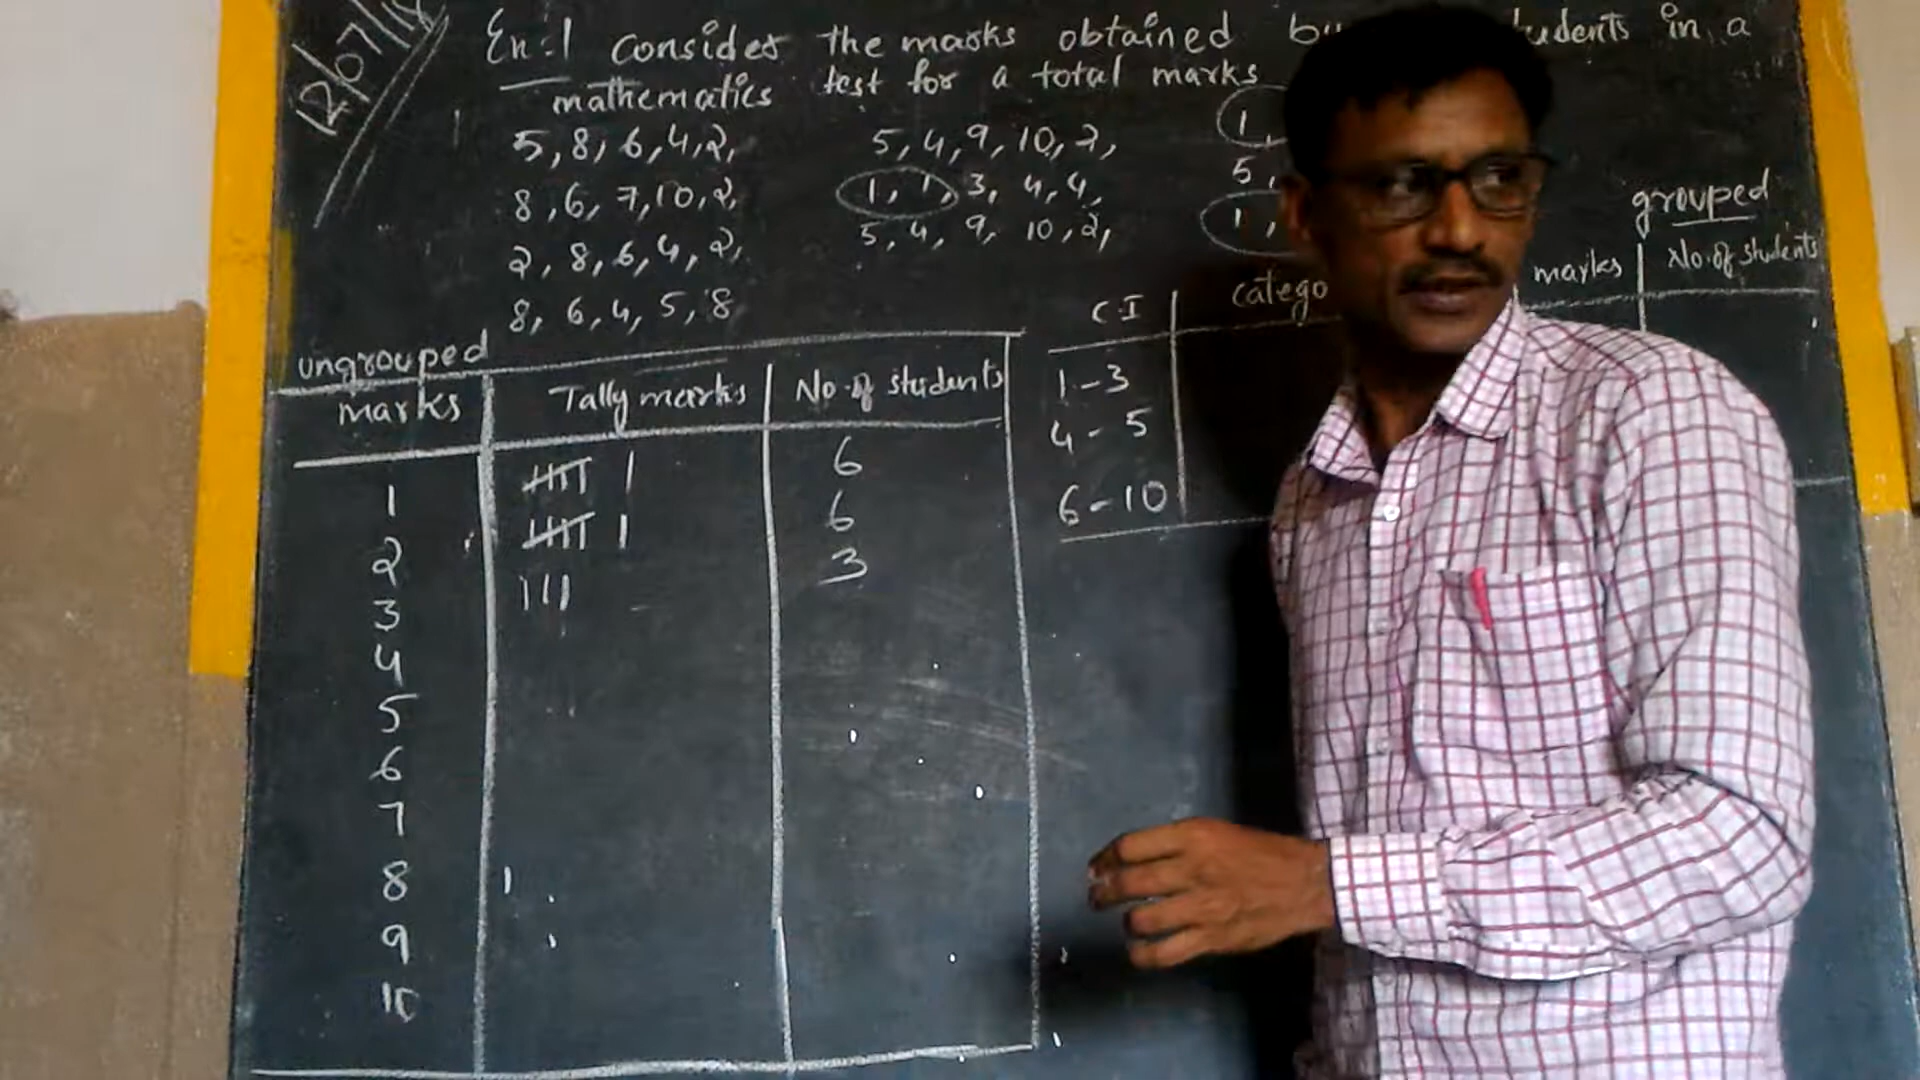 12/07/18
En:1 consider the marks obtained by students in a
mathematics test for a total marks
5, 8, 6, 4, 2,
8, 6, 7, 10, 2,
2, 8, 6, 4, 2,
8, 6, 4, 5, 8
5, 4, 9, 10, 2,
1, 1, 3, 4, 4,
5, 4, 9, 10, 2,
1,
5,
1,
ungrouped
marks Tally marks No. of students
1 6
2 6
3 3
4
5
6
7
8
9
10
grouped
C.I marks No. of students
1-3
4-5
6-10